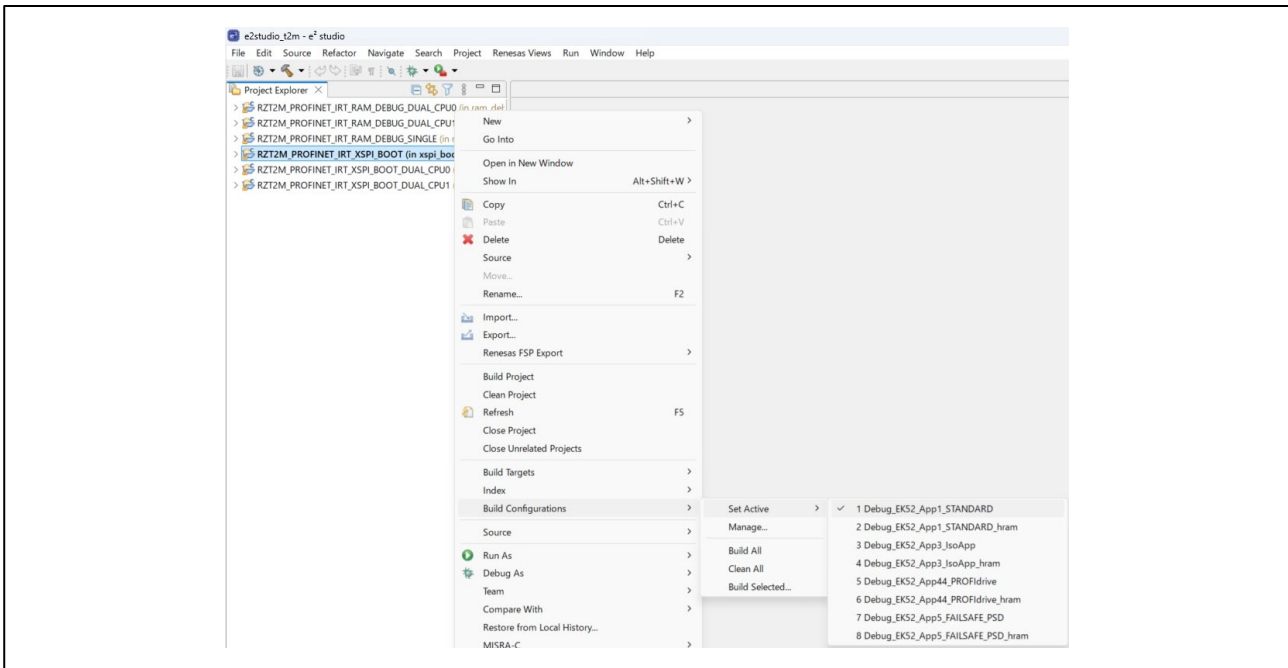 e2studio_t2m - e² studio
File Edit Source Refactor Navigate Search Project Renesas Views Run Window Help
Project Explorer
RZT2M_PROFINET_IRT_RAM_DEBUG_DUAL_CPU0 (in ram_det
RZT2M_PROFINET_IRT_RAM_DEBUG_DUAL_CPU1
RZT2M_PROFINET_IRT_RAM_DEBUG_SINGLE (in r
RZT2M_PROFINET_IRT_XSPI_BOOT (in xspi_boo
RZT2M_PROFINET_IRT_XSPI_BOOT_DUAL_CPU0
RZT2M_PROFINET_IRT_XSPI_BOOT_DUAL_CPU1
New
Go Into
Open in New Window
Show In Alt+Shift+W
Copy Ctrl+C
Paste Ctrl+V
Delete Delete
Source
Move...
Rename... F2
Import...
Export...
Renesas FSP Export
Build Project
Clean Project
Refresh F5
Close Project
Close Unrelated Projects
Build Targets
Index
Build Configurations
Source
Run As
Debug As
Team
Compare With
Restore from Local History...
MISRA-C
Set Active
Manage...
Build All
Clean All
Build Selected...
1 Debug_EK52_App1_STANDARD
2 Debug_EK52_App1_STANDARD_hram
3 Debug_EK52_App3_IsoApp
4 Debug_EK52_App3_IsoApp_hram
5 Debug_EK52_App44_PROFIdrive
6 Debug_EK52_App44_PROFIdrive_hram
7 Debug_EK52_App5_FAILSAFE_PSD
8 Debug_EK52_App5_FAILSAFE_PSD_hram